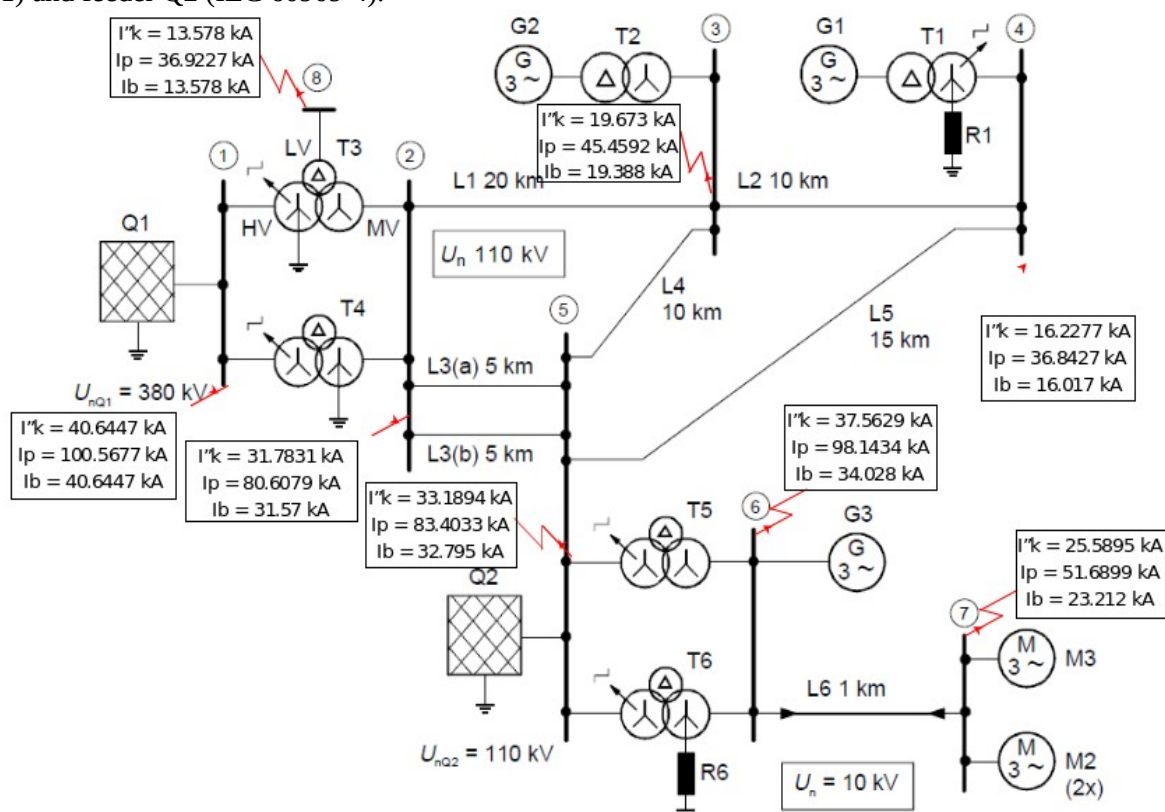 1) and feeder Q2 (IEC 60909-4).
I"k = 13.578 kA
Ip = 36.9227 kA
Ib = 13.578 kA
8
G2
G
3 ~
T2
3
G1
G
3 ~
T1
4
R1
I"k = 19.673 kA
Ip = 45.4592 kA
Ib = 19.388 kA
1
LV
T3
2
HV
MV
L1 20 km
L2 10 km
Q1
Un 110 kV
T4
L4
10 km
5
L5
15 km
L3(a) 5 km
UnQ1 = 380 kV
L3(b) 5 km
I"k = 16.2277 kA
Ip = 36.8427 kA
Ib = 16.017 kA
I"k = 40.6447 kA
Ip = 100.5677 kA
Ib = 40.6447 kA
I"k = 31.7831 kA
Ip = 80.6079 kA
Ib = 31.57 kA
I"k = 37.5629 kA
Ip = 98.1434 kA
Ib = 34.028 kA
I"k = 33.1894 kA
Ip = 83.4033 kA
Ib = 32.795 kA
T5
6
G3
G
3 ~
I"k = 25.5895 kA
Ip = 51.6899 kA
Ib = 23.212 kA
Q2
7
M
3 ~
M3
T6
L6 1 km
UnQ2 = 110 kV
R6
Un = 10 kV
M
3 ~
M2
(2x)